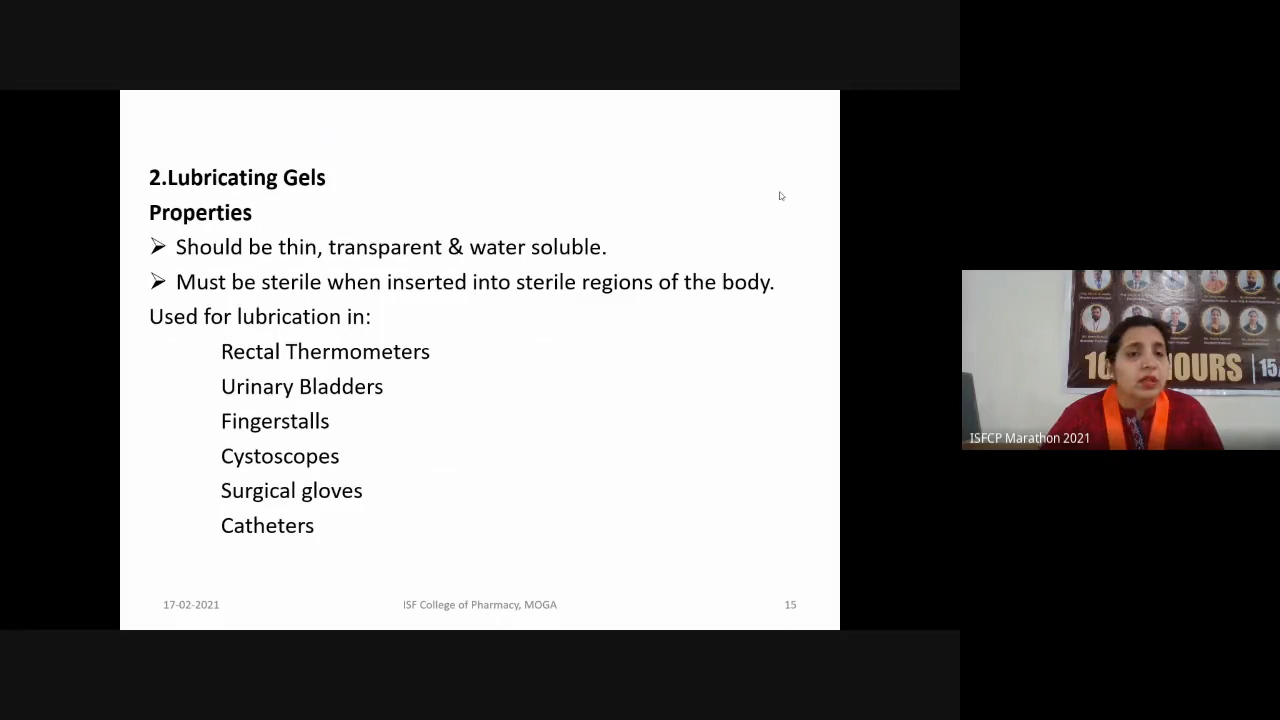 2.Lubricating Gels
Properties
➢ Should be thin, transparent & water soluble.
➢ Must be sterile when inserted into sterile regions of the body.
Used for lubrication in:
Rectal Thermometers
Urinary Bladders
Fingerstalls
Cystoscopes
Surgical gloves
Catheters
17-02-2021 ISF College of Pharmacy, MOGA 15
HOURS 15
ISFCP Marathon 2021